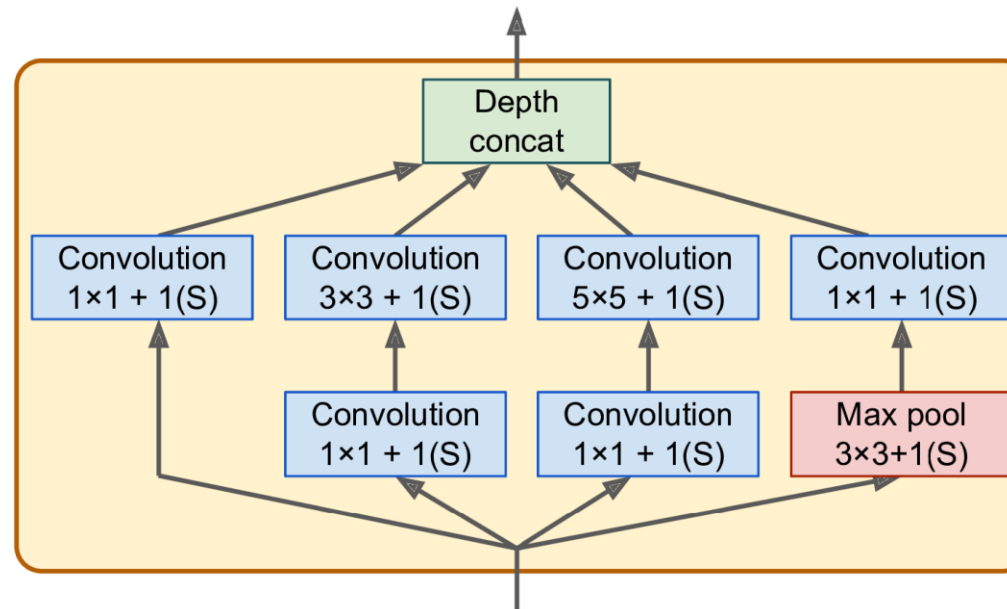 Depth
concat
Convolution
1×1 + 1(S)
Convolution
3×3 + 1(S)
Convolution
5×5 + 1(S)
Convolution
1×1 + 1(S)
Convolution
1×1 + 1(S)
Convolution
1×1 + 1(S)
Max pool
3×3+1(S)